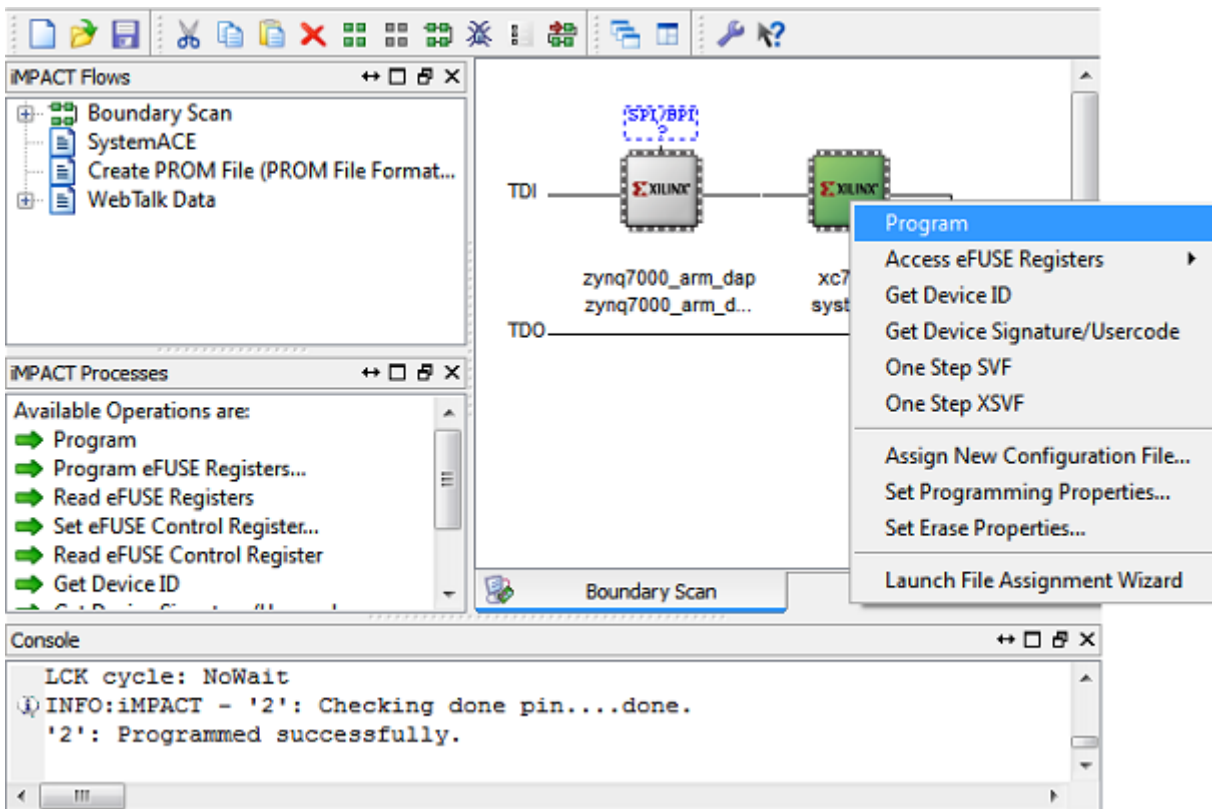 iMPACT Flows
Boundary Scan
SystemACE
Create PROM File (PROM File Format...
WebTalk Data
SPI/BPI
?
TDI
XILINX
XILINX
zynq7000_arm_dap
xc7
zynq7000_arm_d...
syst
TDO
Program
Access eFUSE Registers
Get Device ID
Get Device Signature/Usercode
One Step SVF
One Step XSVF
Assign New Configuration File...
Set Programming Properties...
Set Erase Properties...
Launch File Assignment Wizard
iMPACT Processes
Available Operations are:
Program
Program eFUSE Registers...
Read eFUSE Registers
Set eFUSE Control Register...
Read eFUSE Control Register
Get Device ID
Boundary Scan
Console
LCK cycle: NoWait
INFO:iMPACT - '2': Checking done pin....done.
'2': Programmed successfully.